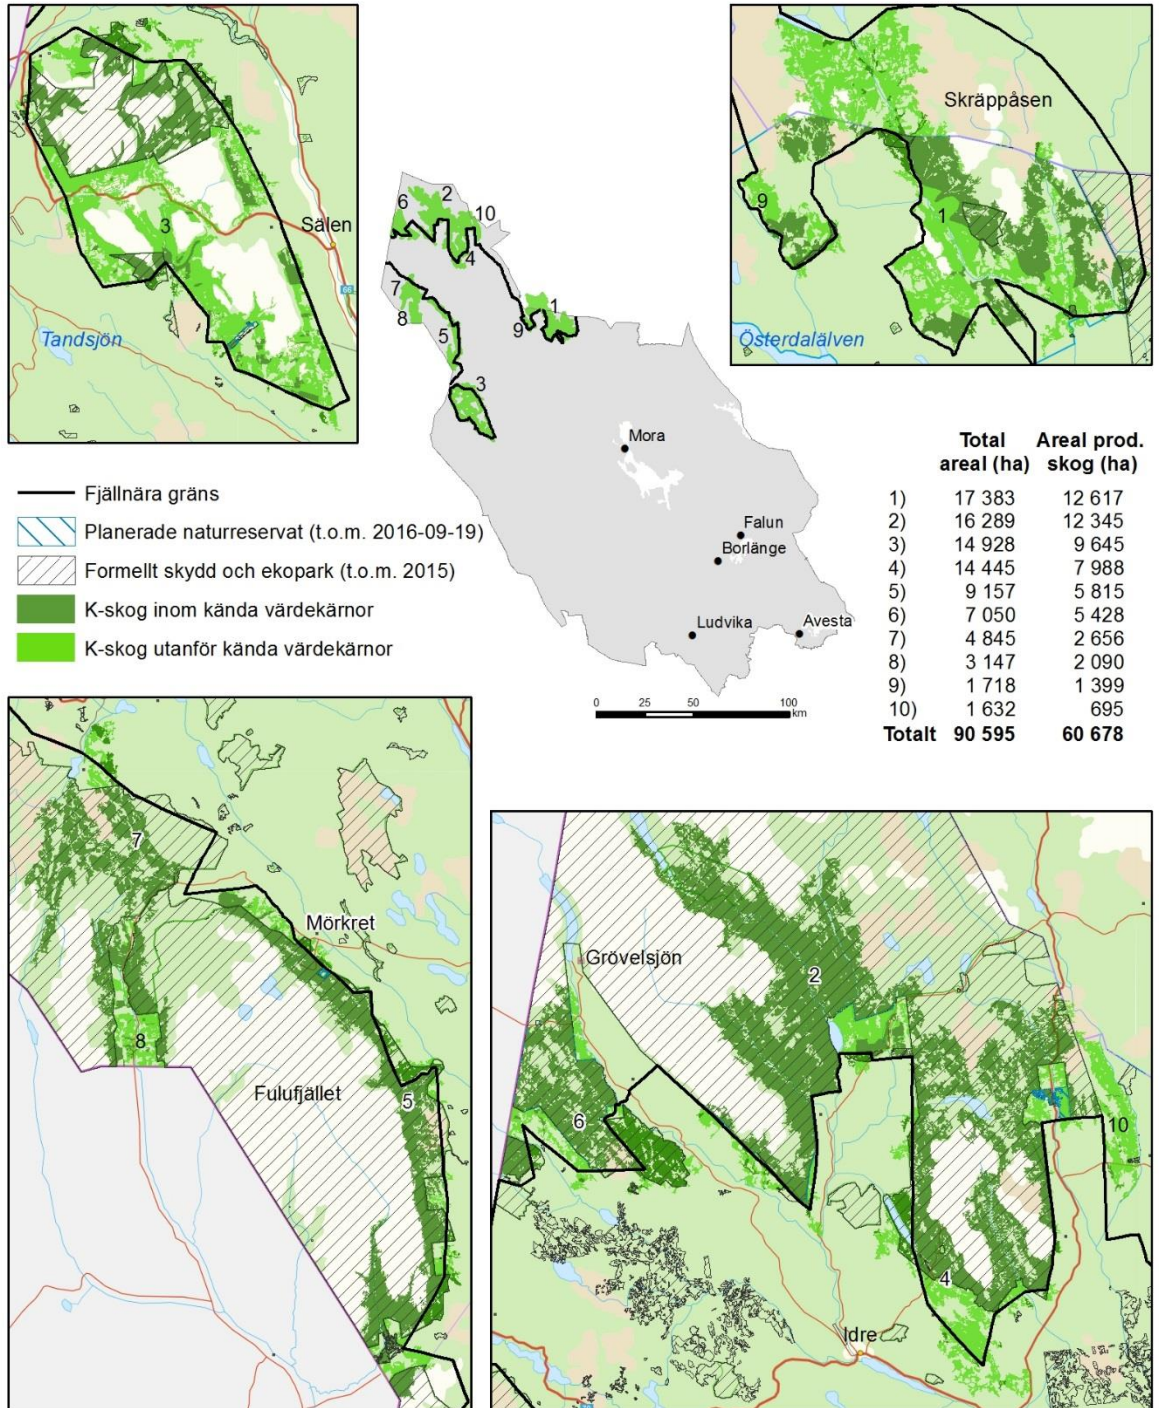 Sälen
3
66
Tandsjön
2
6
10
4
7
1
8
9
5
3
Mora
Falun
Borlänge
Ludvika
Avesta
0 25 50 100
km
Skräppåsen
9
1
Österdalälven
Fjällnära gräns
Planerade naturreservat (t.o.m. 2016-09-19)
Formellt skydd och ekopark (t.o.m. 2015)
K-skog inom kända värdekärnor
K-skog utanför kända värdekärnor
Total Areal prod.
areal (ha) skog (ha)
1) 17 383 12 617
2) 16 289 12 345
3) 14 928 9 645
4) 14 445 7 988
5) 9 157 5 815
6) 7 050 5 428
7) 4 845 2 656
8) 3 147 2 090
9) 1 718 1 399
10) 1 632 695
Totalt 90 595 60 678
7
Mörkret
8
Fulufjället
5
Grövelsjön
2
6
10
4
Idre